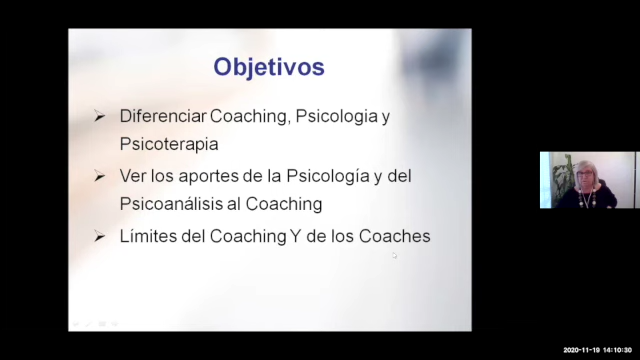 Objetivos
Diferenciar Coaching, Psicologia y
Psicoterapia
Ver los aportes de la Psicología y del
Psicoanálisis al Coaching
Límites del Coaching Y de los Coaches
2020-11-19 14:10:30